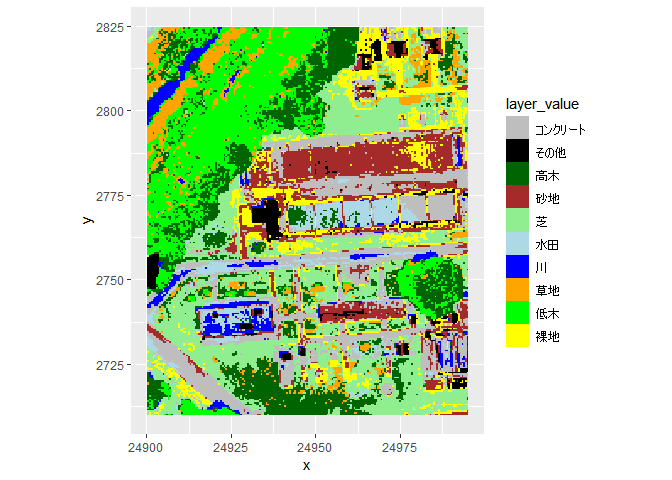 2825
2800
2775
2750
2725
y
24900
24925
24950
24975
x
layer_value
コンクリート
その他
高木
砂地
芝
水田
川
草地
低木
裸地